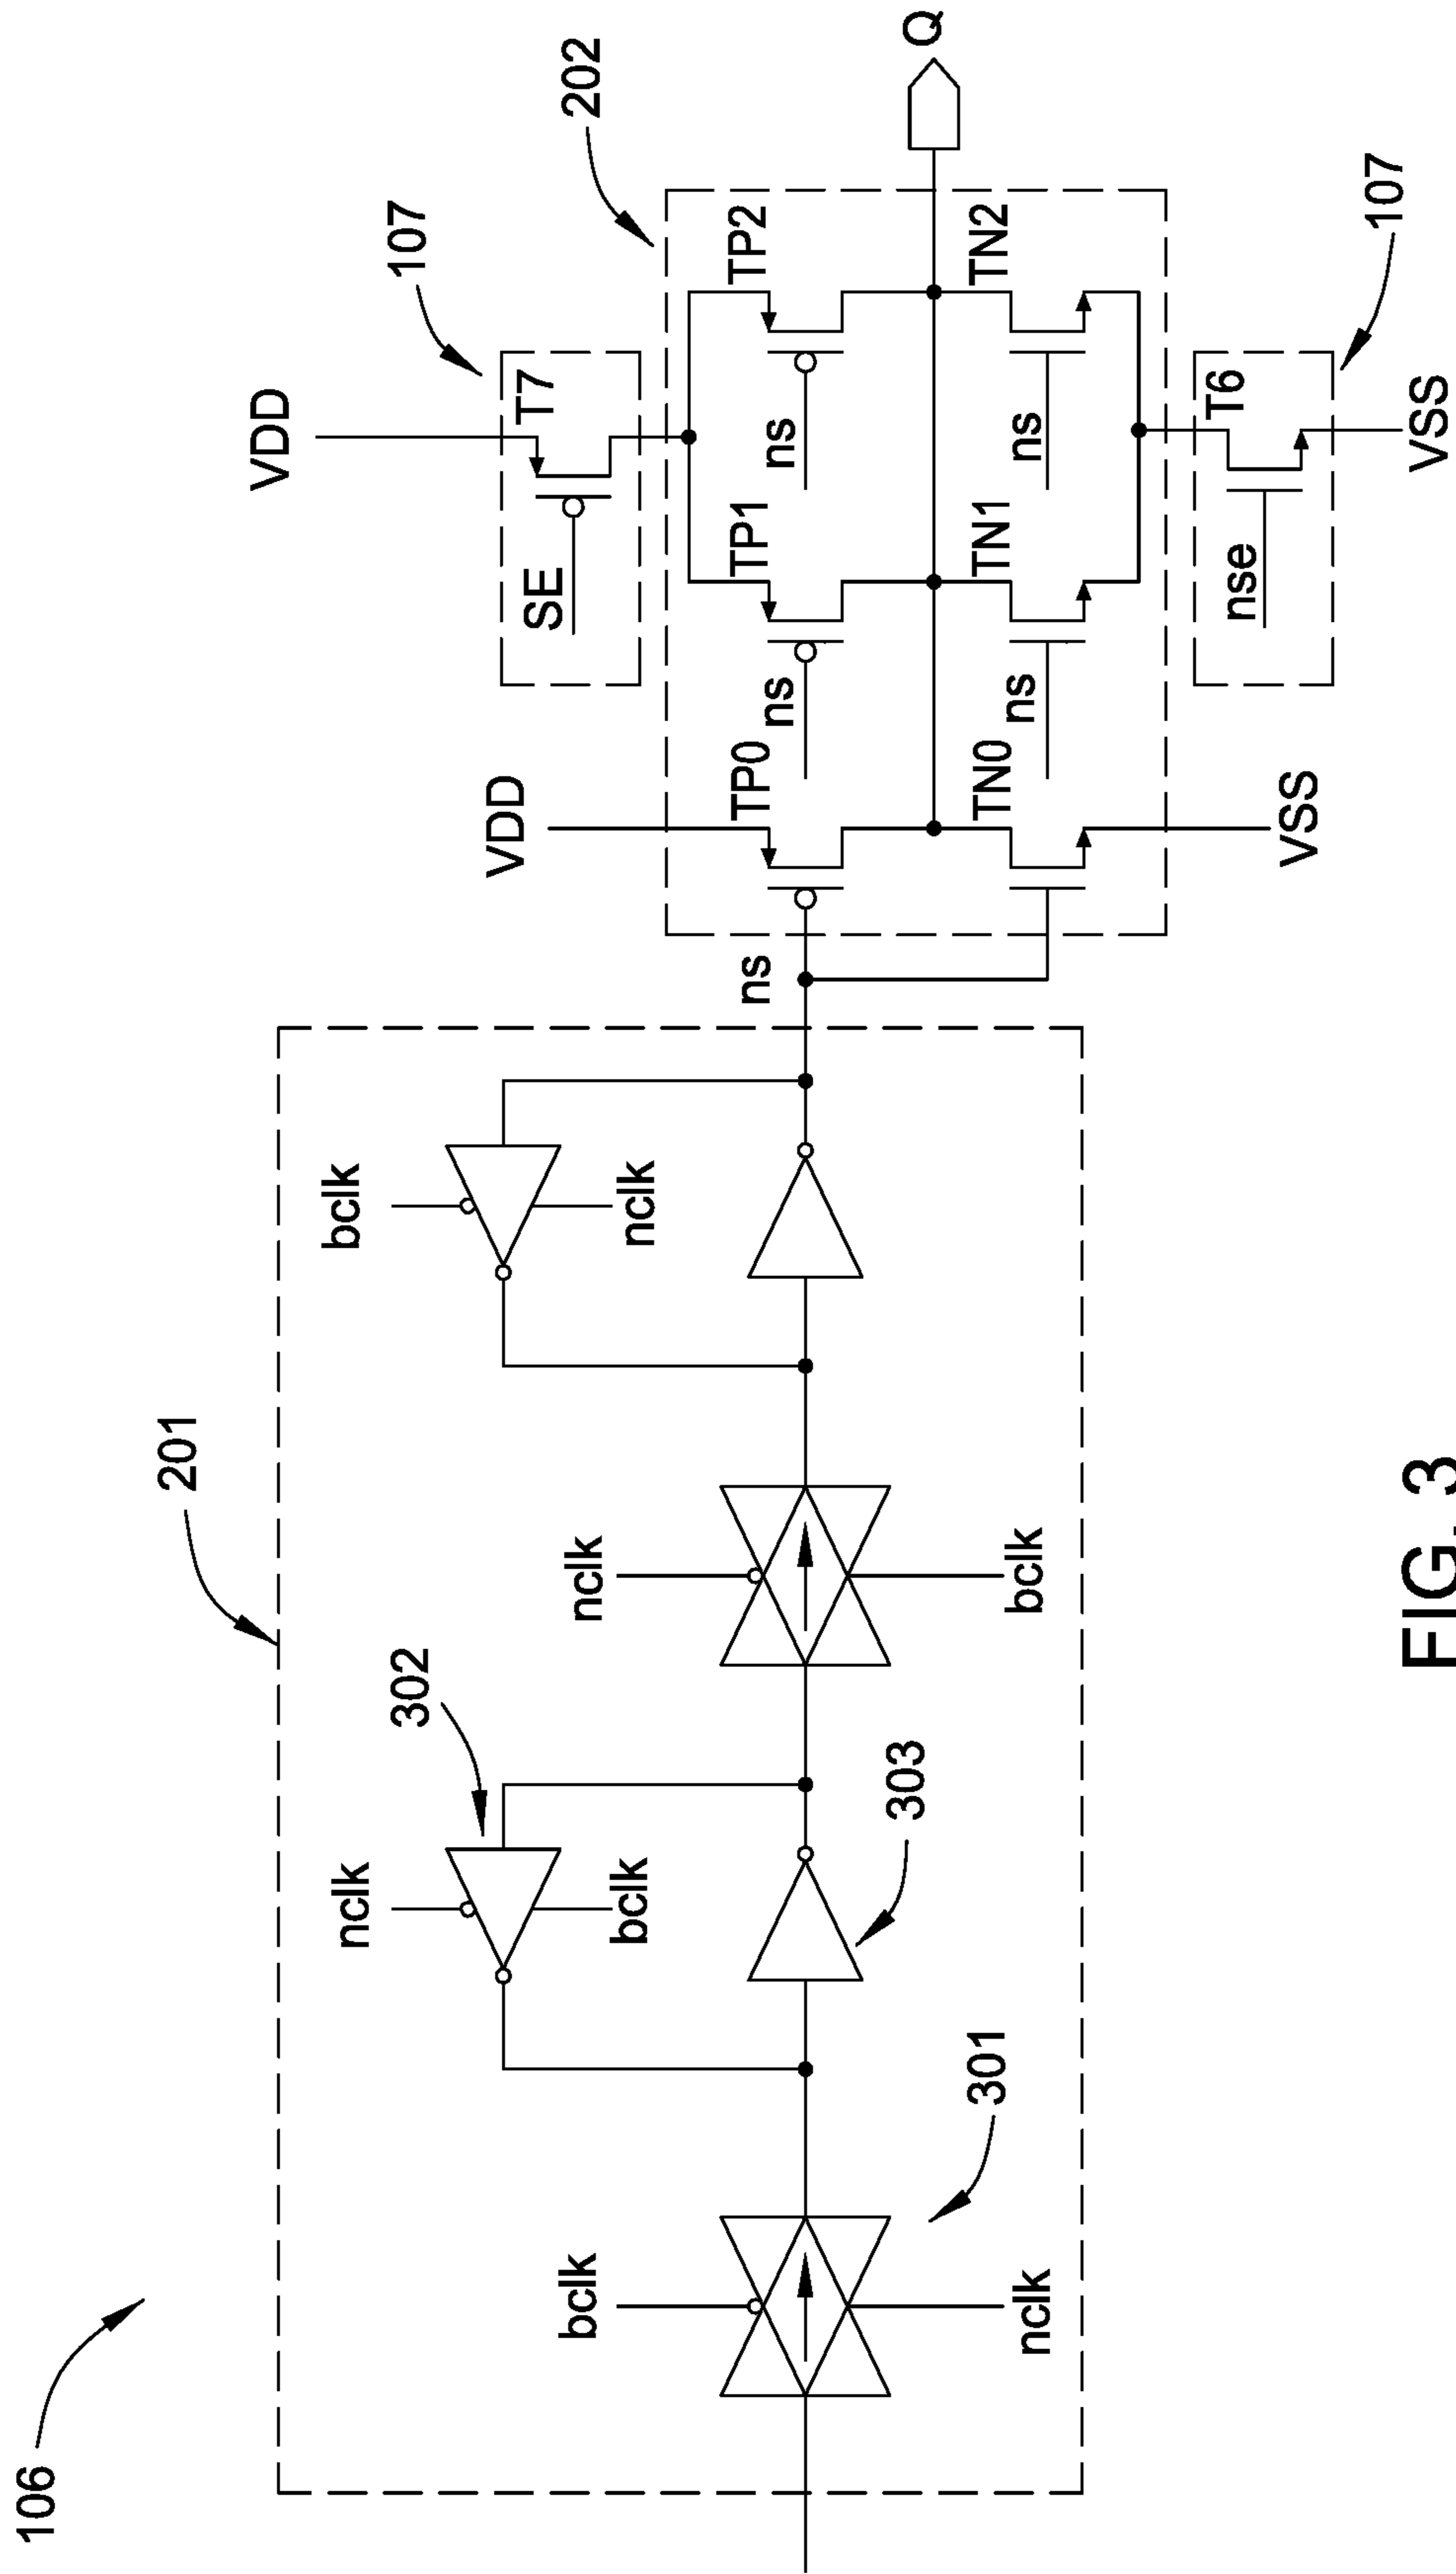 106
201
bclk
nclk
301
nclk
bclk
302
303
nclk
bclk
bclk
nclk
ns
VDD
TP0
TN0
VSS
107
VDD
SE
T7
202
ns
TP1
ns
TP2
ns
TN1
ns
TN2
Q
nse
T6
VSS
107
FIG. 3